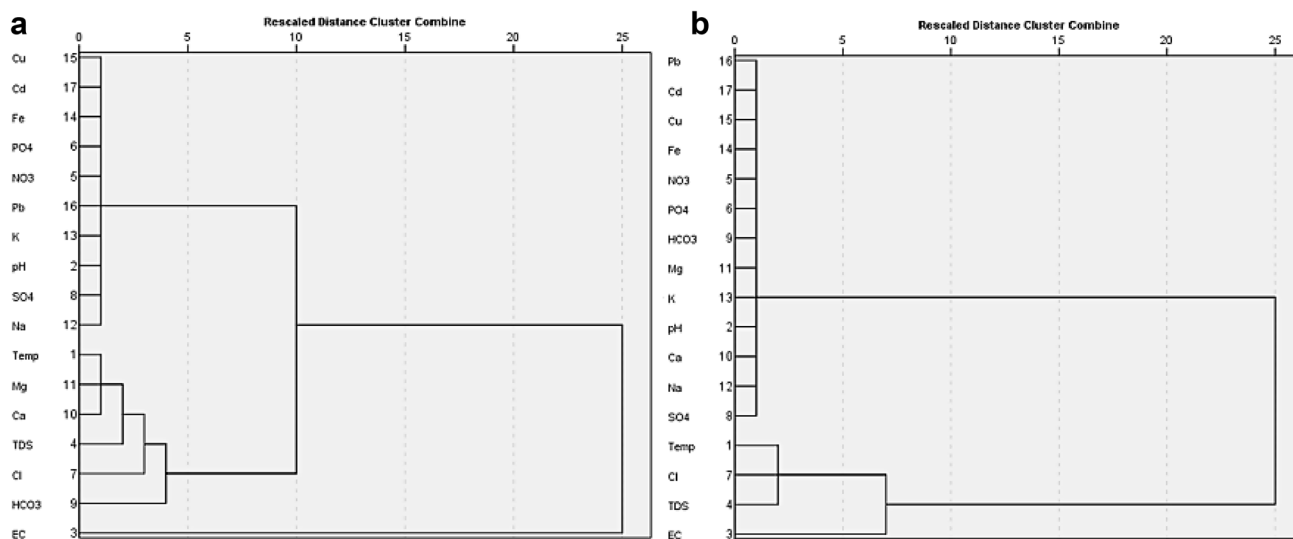 a
Rescaled Distance Cluster Combine
0 5 10 15 20 25
Cu 15
Cd 17
Fe 14
PO4 6
NO3 5
Pb 16
K 13
pH 2
SO4 8
Na 12
Temp 1
Mg 11
Ca 10
TDS 4
Cl 7
HCO3 9
EC 3
b
Rescaled Distance Cluster Combine
0 5 10 15 20 25
Pb 16
Cd 17
Cu 15
Fe 14
NO3 5
PO4 6
HCO3 9
Mg 11
K 13
pH 2
Ca 10
Na 12
SO4 8
Temp 1
Cl 7
TDS 4
EC 3